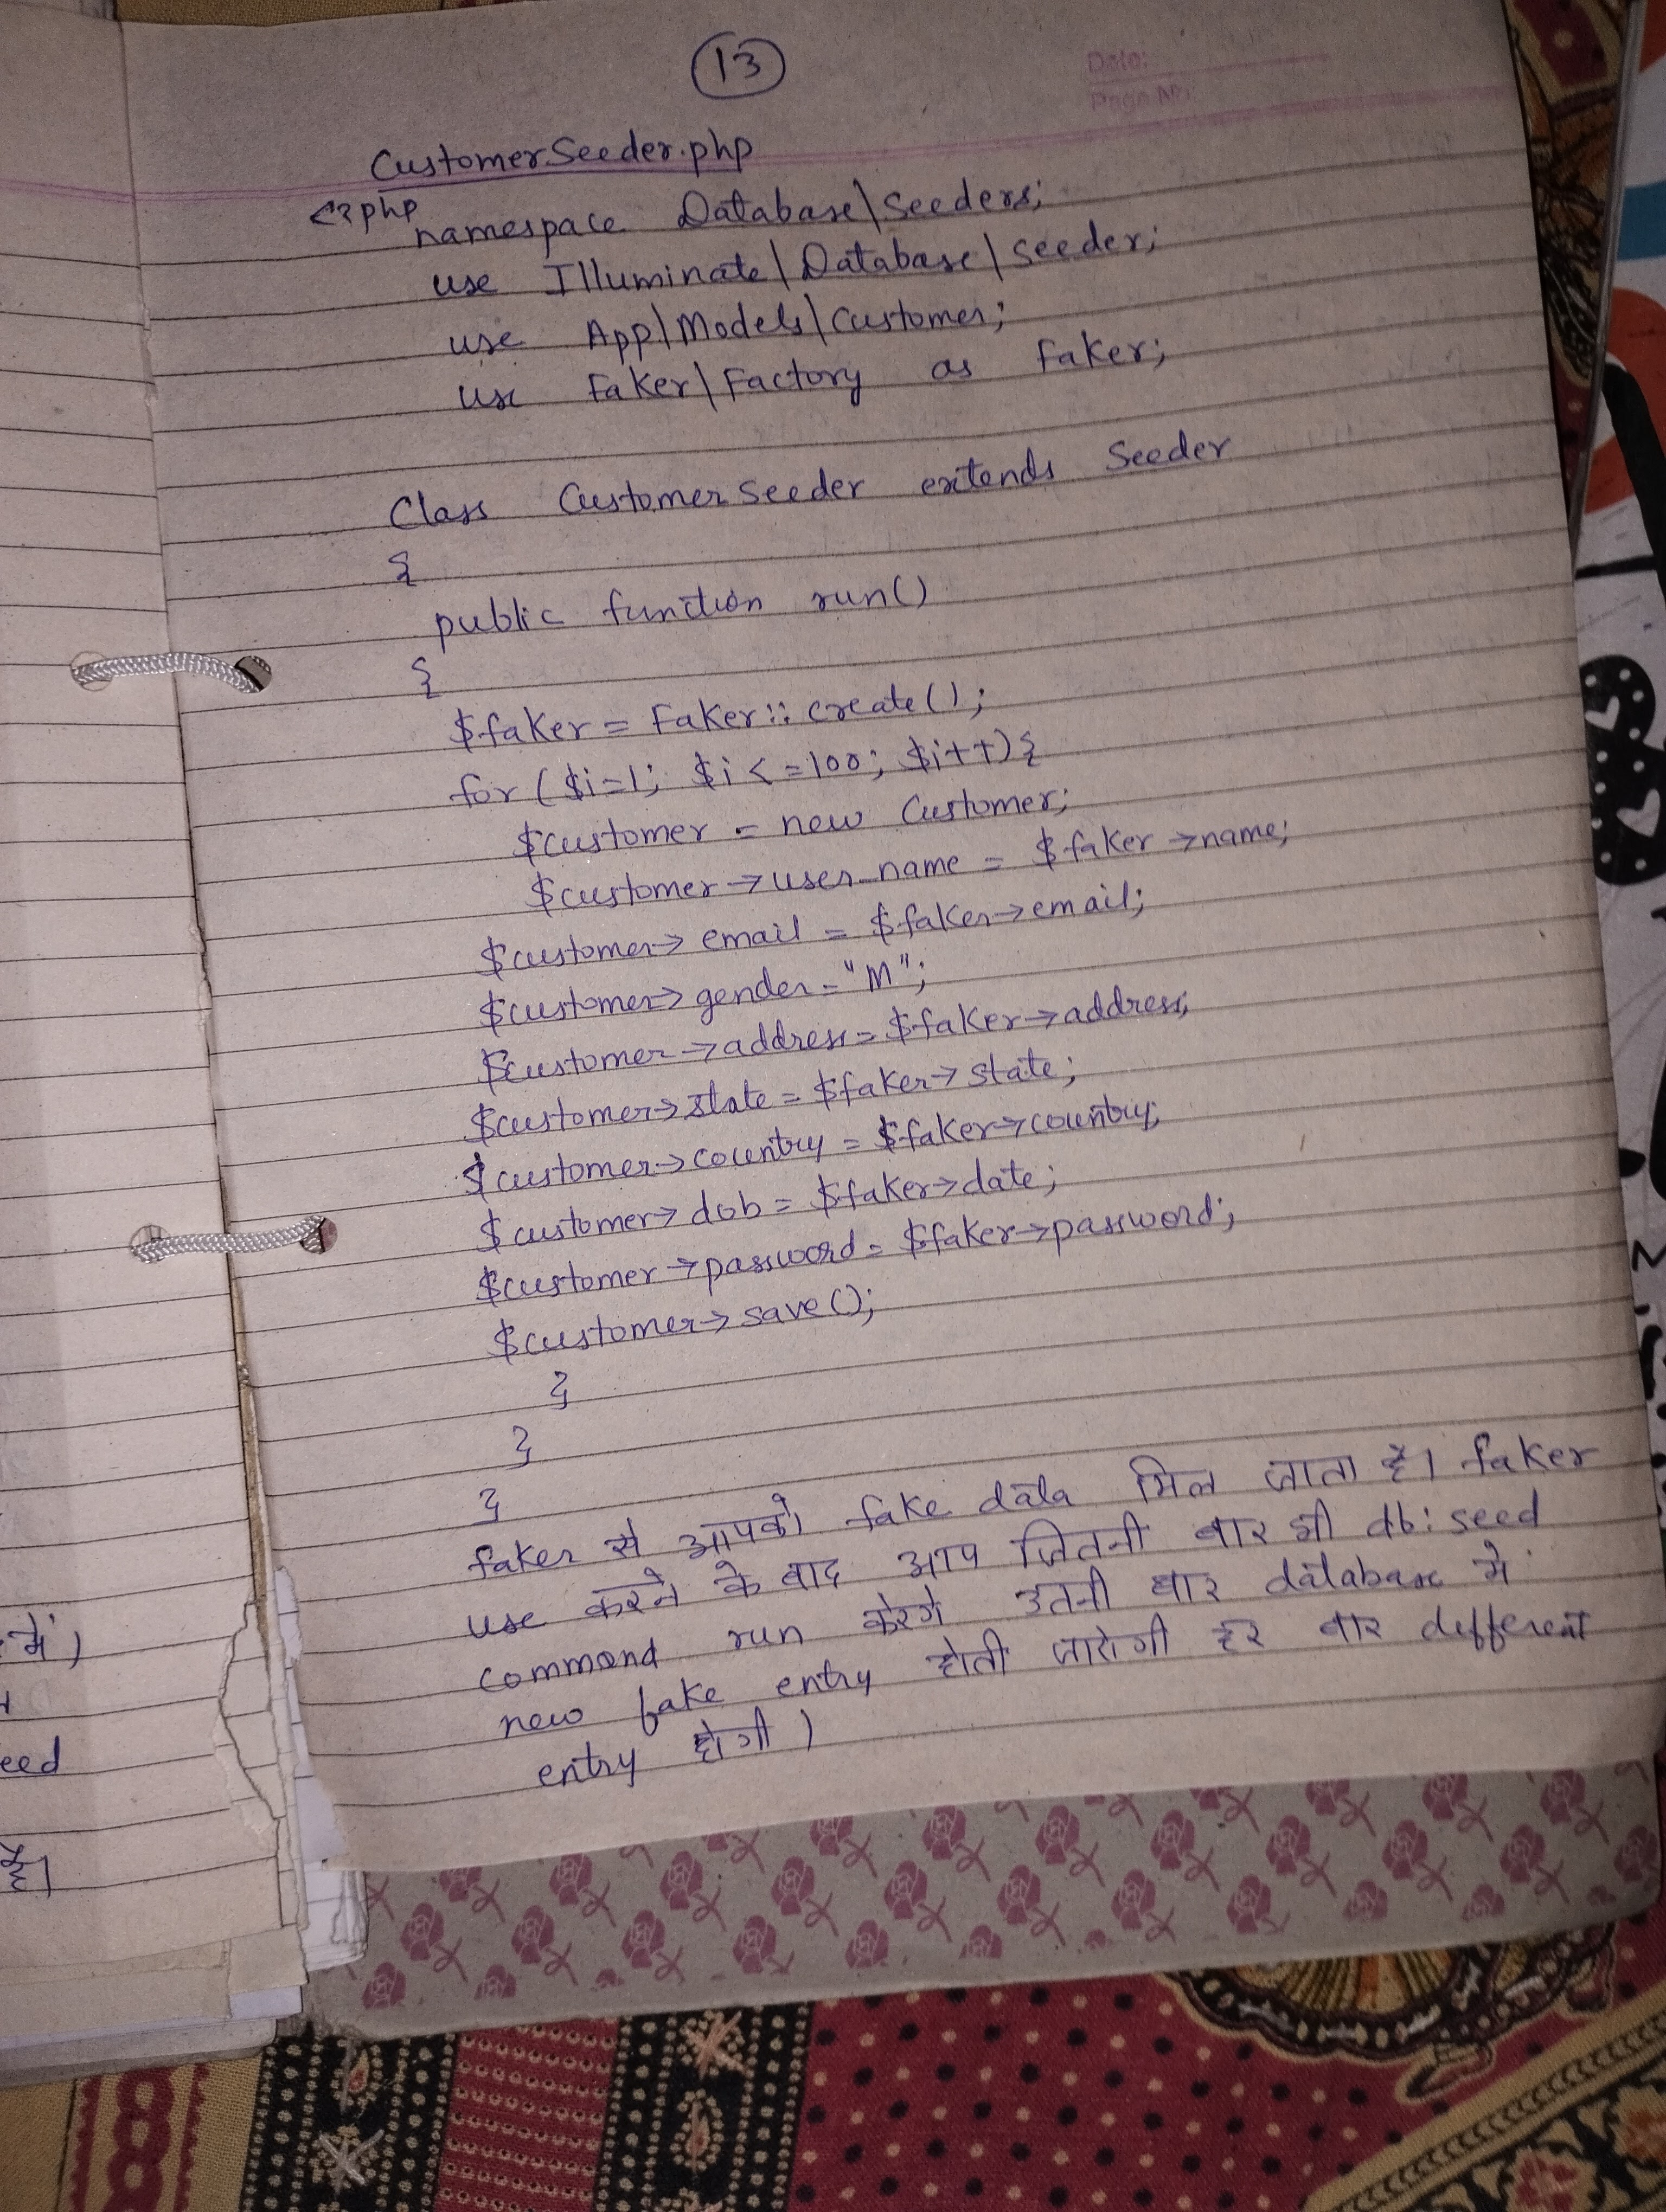 13
Date:
Page No.
CustomerSeeder.php
<?php
namespace Database\Seeders;
use Illuminate\Database\Seeder;
use App\Models\Customer;
use Faker\Factory as Faker;
Class CustomerSeeder extends Seeder
{
public function run()
{
$faker = Faker::create();
for ($i=1; $i<=100; $i++){
$customer = new Customer;
$customer->user_name = $faker->name;
$customer->email = $faker->email;
$customer->gender = "M";
$customer->address = $faker->address;
$customer->state = $faker->state;
$customer->country = $faker->country;
$customer->dob = $faker->date;
$customer->password = $faker->password;
$customer->save();
}
}
}
faker से आपको fake data मिल जाता है। faker
use करने के बाद आप जितनी बार भी db:seed
command run करेगे उतनी बार database मे
new fake entry होती जाऐगी हर बार different
entry होगी।
में)
eed
है।